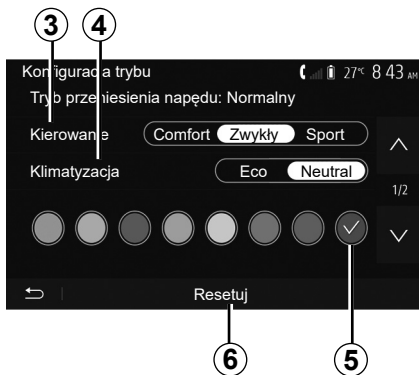 3 4
Konfiguracja trybu 27°C 8 43 AM
Tryb przeniesienia napędu: Normalny
Kierowanie Comfort Zwykły Sport
Klimatyzacja Eco Neutral
1/2
Resetuj
6 5